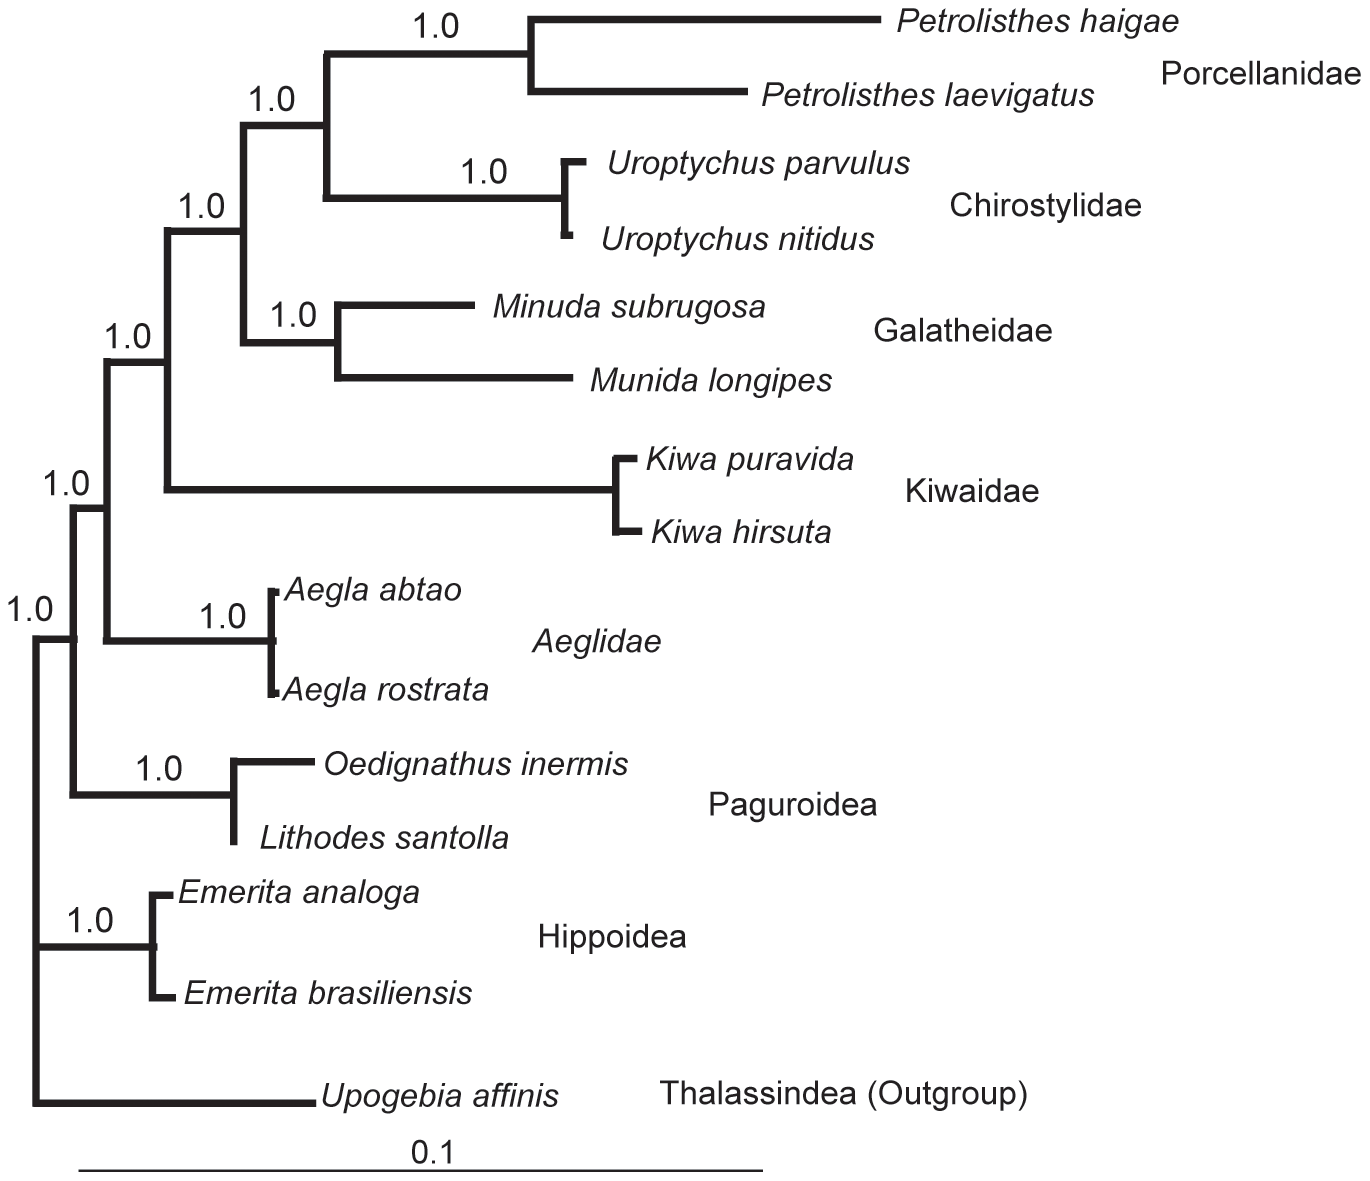 1.0
Petrolisthes haigae
Porcellanidae
1.0
Petrolisthes laevigatus
1.0
Uroptychus parvulus
1.0
Chirostylidae
Uroptychus nitidus
1.0
Minuda subrugosa
1.0
Galatheidae
Munida longipes
Kiwa puravida
1.0
Kiwaidae
Kiwa hirsuta
Aegla abtao
1.0
1.0
Aeglidae
Aegla rostrata
1.0
Oedignathus inermis
Paguroidea
Lithodes santolla
Emerita analoga
1.0
Hippoidea
Emerita brasiliensis
Upogebia affinis
Thalassindea (Outgroup)
0.1